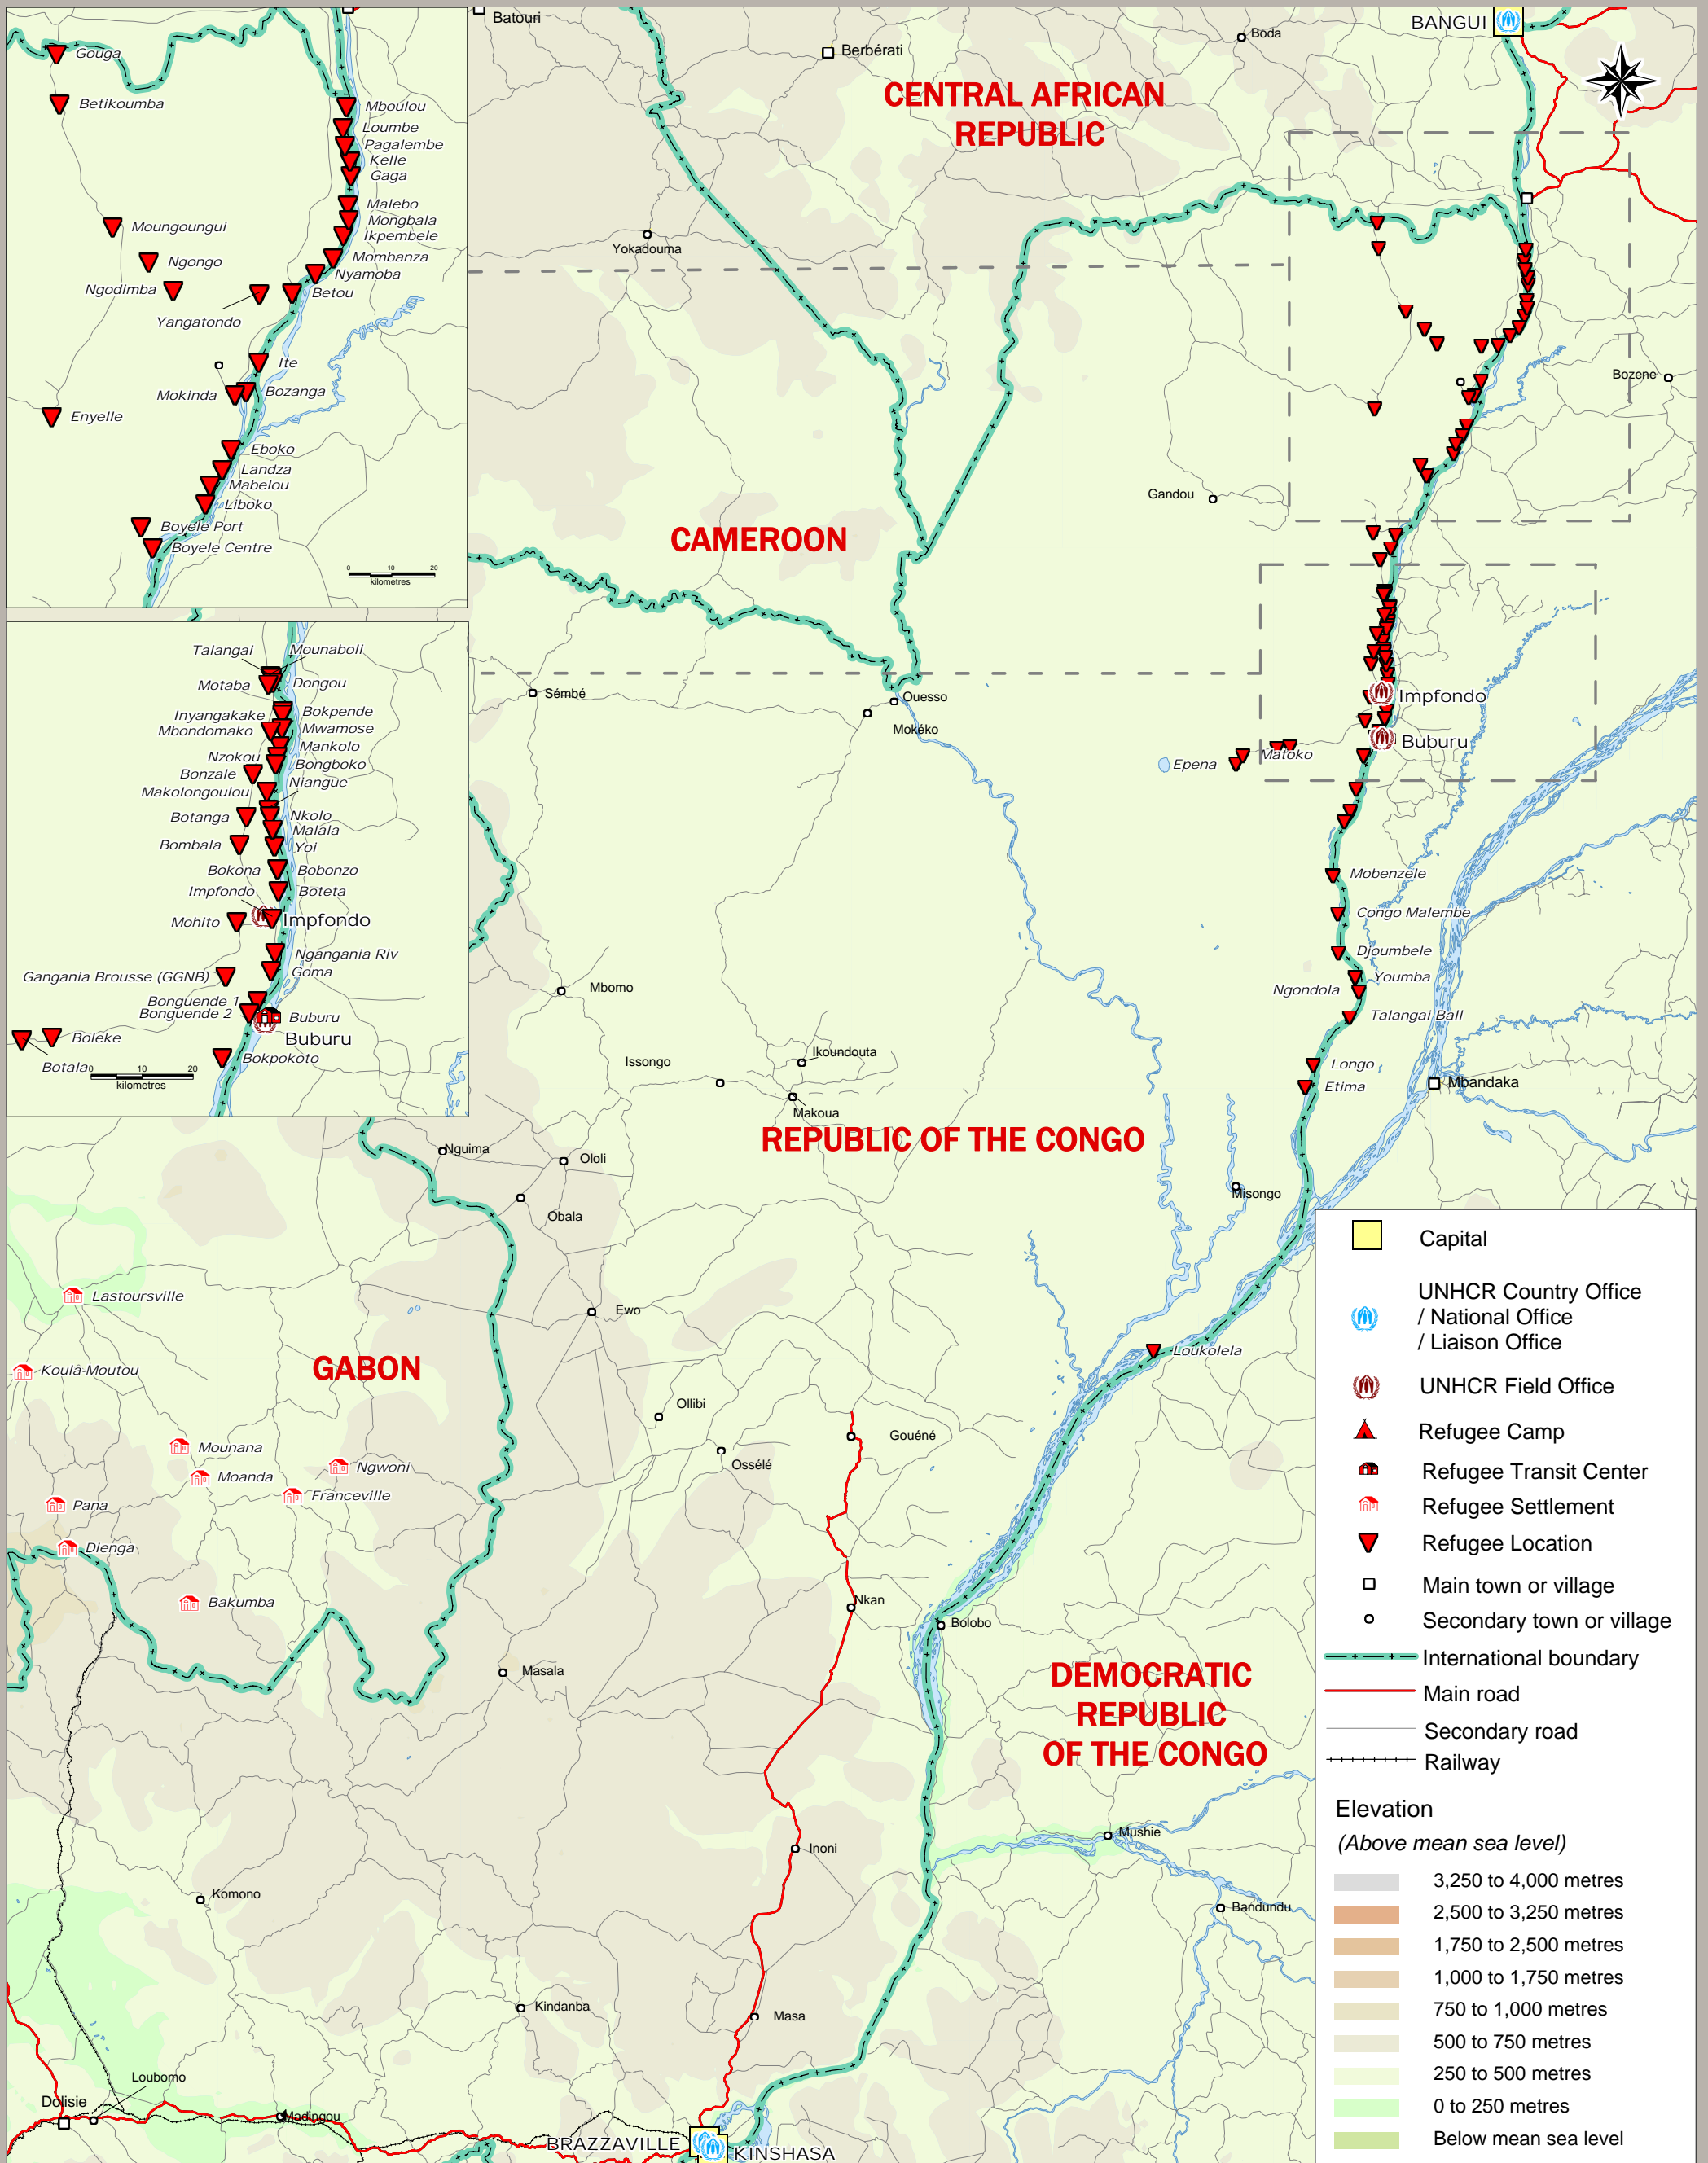 Gouga
Betikoumba
Mboulou
Loumbe
Pagalembe
Kelle
Gaga
Malebo
Mongbala
Ikpembele
Moungoungui
Mombanza
Ngongo
Nyamoba
Ngodimba
Betou
Yangatondo
Ite
Mokinda
Bozanga
Enyelle
Eboko
Landza
Mabelou
Liboko
Boyele Port
Boyele Centre
0 10 20
kilometres
Talangai
Mounaboli
Motaba
Dongou
Inyangakake
Bokpende
Mbondomako
Mwamose
Mankolo
Nzokou
Bongboko
Bonzale
Niangue
Makolongoulou
Botanga
Nkolo
Malala
Bombala
Yoi
Bokona
Bobonzo
Impfondo
Boteta
Mohito
Impfondo
Ngangania Riv
Gangania Brousse (GGNB)
Goma
Bonguende 1
Bonguende 2
Buburu
Boleke
Buburu
Botala
Bokpokoto
0 10 20
kilometres
Batouri
Berbérati
Boda
BANGUI
CENTRAL AFRICAN
REPUBLIC
Yokadouma
Bozene
Gandou
CAMEROON
Sémbé
Ouesso
Mokéko
Impfondo
Buburu
Matoko
Epena
Mobenzele
Congo Malembe
Djoumbele
Youmba
Ngondola
Talangai Ball
Mbomo
Issongo
Ikoundouta
Longo
Etima
Mbandaka
Makoua
REPUBLIC OF THE CONGO
Nguima
Ololi
Obala
Misongo
Lastoursville
Ewo
Koula-Moutou
GABON
Loukolela
Ollibi
Gouéné
Mounana
Ossélé
Moanda
Ngwoni
Franceville
Pana
Dienga
Bakumba
Nkan
Bolobo
Masala
DEMOCRATIC
REPUBLIC
OF THE CONGO
Inoni
Mushie
Komono
Bandundu
Kindanba
Masa
Loubomo
Dolisie
Madingou
BRAZZAVILLE
KINSHASA
Capital
UNHCR Country Office
/ National Office
/ Liaison Office
UNHCR Field Office
Refugee Camp
Refugee Transit Center
Refugee Settlement
Refugee Location
Main town or village
Secondary town or village
International boundary
Main road
Secondary road
Railway
Elevation
(Above mean sea level)
3,250 to 4,000 metres
2,500 to 3,250 metres
1,750 to 2,500 metres
1,000 to 1,750 metres
750 to 1,000 metres
500 to 750 metres
250 to 500 metres
0 to 250 metres
Below mean sea level